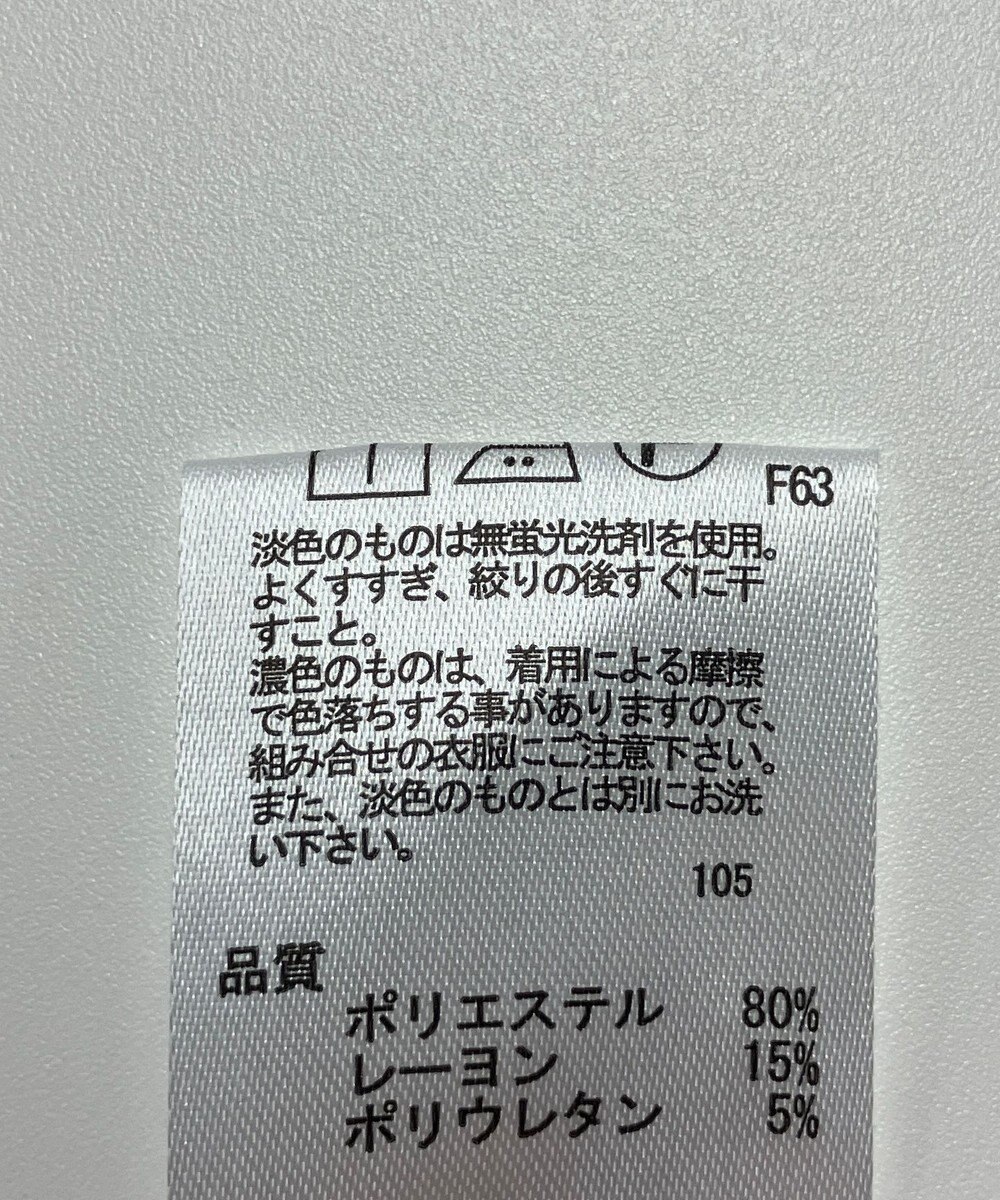 F63
淡色のものは無蛍光洗剤を使用。
よくすすぎ、絞りの後すぐに干
すこと。
濃色のものは、着用による摩擦
で色落ちする事がありますので、
組み合せの衣服にご注意下さい。
また、淡色のものとは別にお洗
い下さい。
105
品質
ポリエステル 80%
レーヨン 15%
ポリウレタン 5%